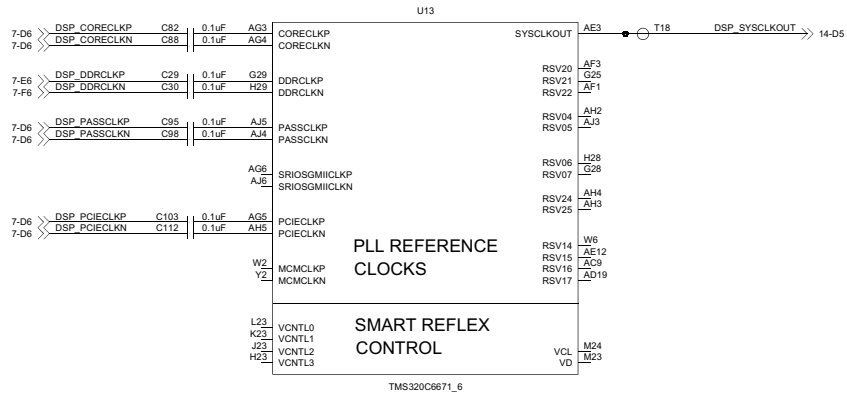 U13
7-D6 DSP_CORECLKP C82 0.1uF AG3 CORECLKP
7-D6 DSP_CORECLKN C88 0.1uF AG4 CORECLKN
SYSCLKOUT AE3 T18 DSP_SYSCLKOUT 14-D5
7-E6 DSP_DDRCLKP C29 0.1uF G29 DDRCLKP
7-F6 DSP_DDRCLKN C30 0.1uF H29 DDRCLKN
RSV20 AF3
RSV21 G25
RSV22 AF1
7-D6 DSP_PASSCLKP C95 0.1uF AJ5 PASSCLKP
7-D6 DSP_PASSCLKN C98 0.1uF AJ4 PASSCLKN
RSV04 AH2
RSV05 AJ3
AG6 SRIOSGMIICLKP
AJ6 SRIOSGMIICLKN
RSV06 H28
RSV07 G28
RSV24 AH4
RSV25 AH3
7-D6 DSP_PCIECLKP C103 0.1uF AG5 PCIECLKP
7-D6 DSP_PCIECLKN C112 0.1uF AH5 PCIECLKN
PLL REFERENCE
CLOCKS
RSV14 W6
RSV15 AE12
RSV16 AC9
RSV17 AD19
W2 MCMCLKP
Y2 MCMCLKN
L23 VCNTL0
K23 VCNTL1
J23 VCNTL2
H23 VCNTL3
SMART REFLEX
CONTROL
VCL M24
VD M23
TMS320C6671_6